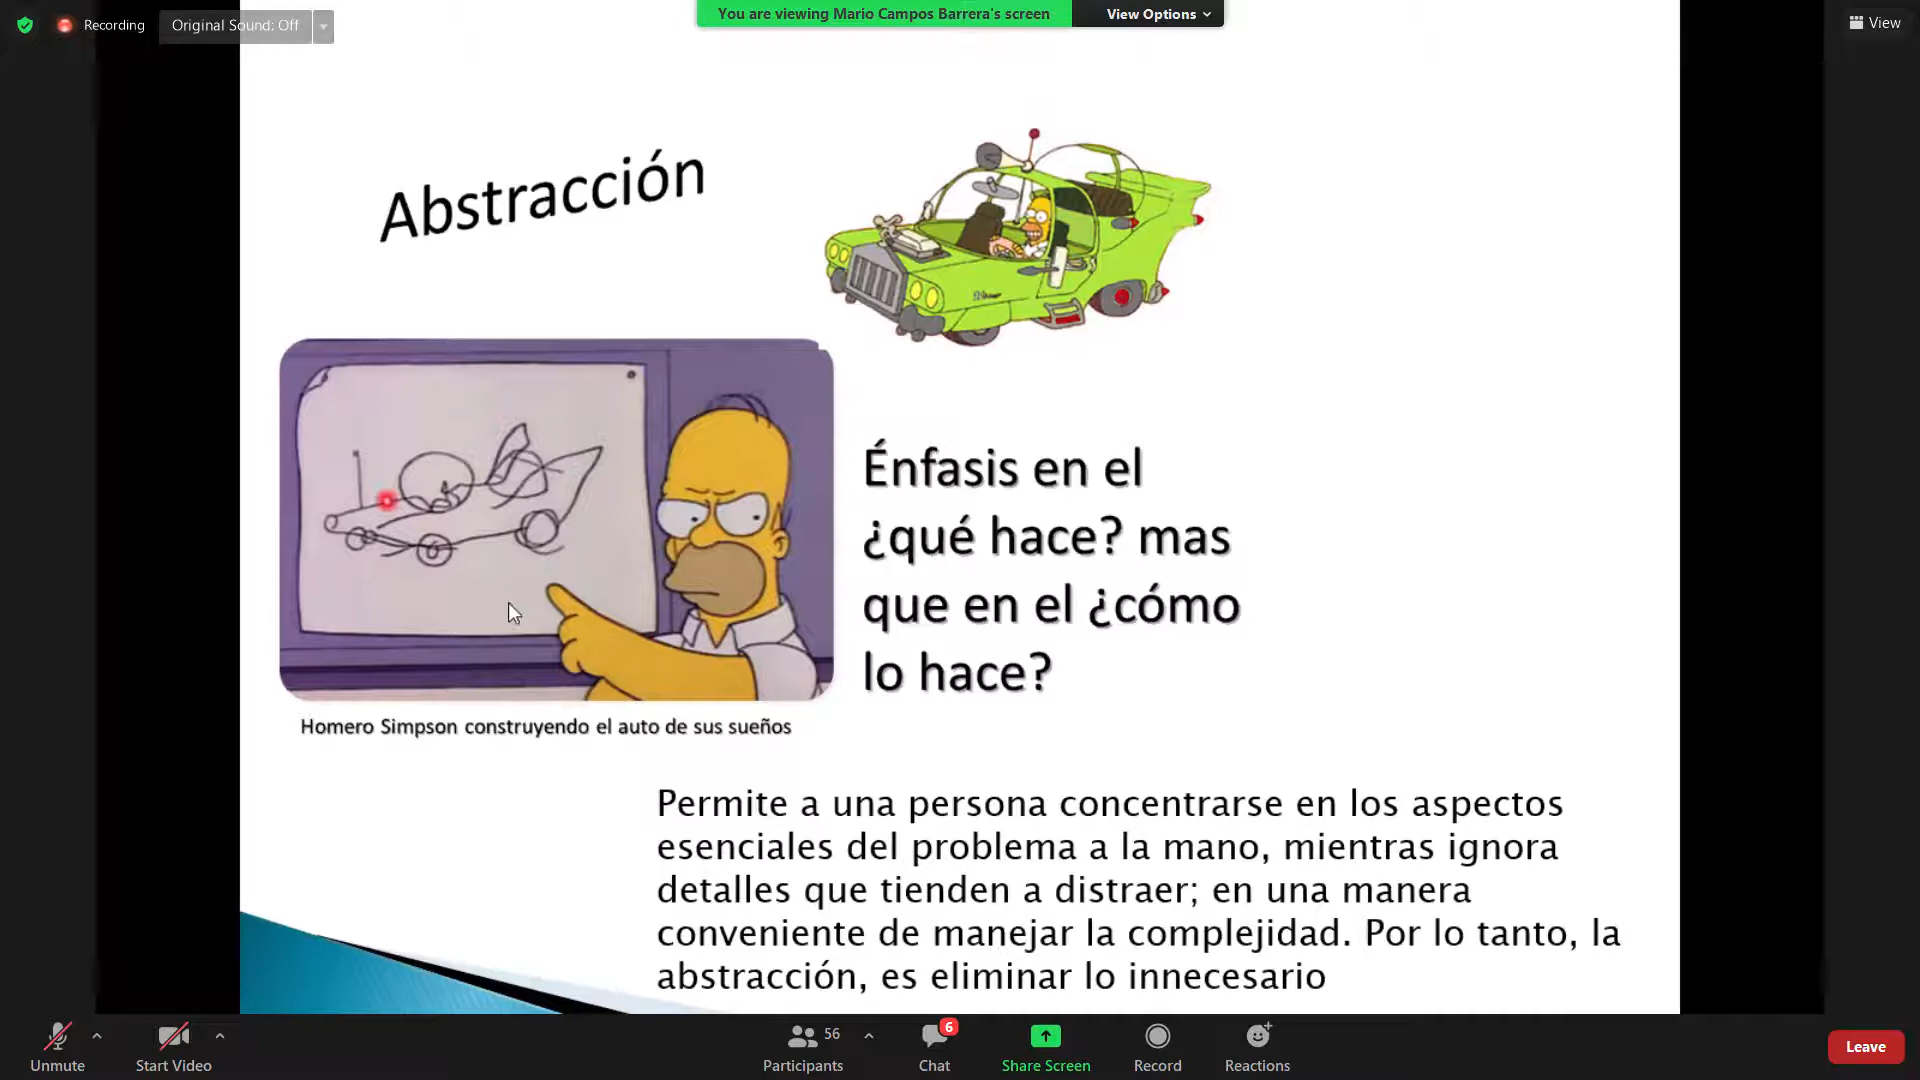 Recording
Original Sound: Off
You are viewing Mario Campos Barrera's screen
View Options
View
Abstracción
Énfasis en el
¿qué hace? mas
que en el ¿cómo
lo hace?
Homero Simpson construyendo el auto de sus sueños
Permite a una persona concentrarse en los aspectos
esenciales del problema a la mano, mientras ignora
detalles que tienden a distraer; en una manera
conveniente de manejar la complejidad. Por lo tanto, la
abstracción, es eliminar lo innecesario
Unmute
Start Video
56
Participants
6
Chat
Share Screen
Record
Reactions
Leave